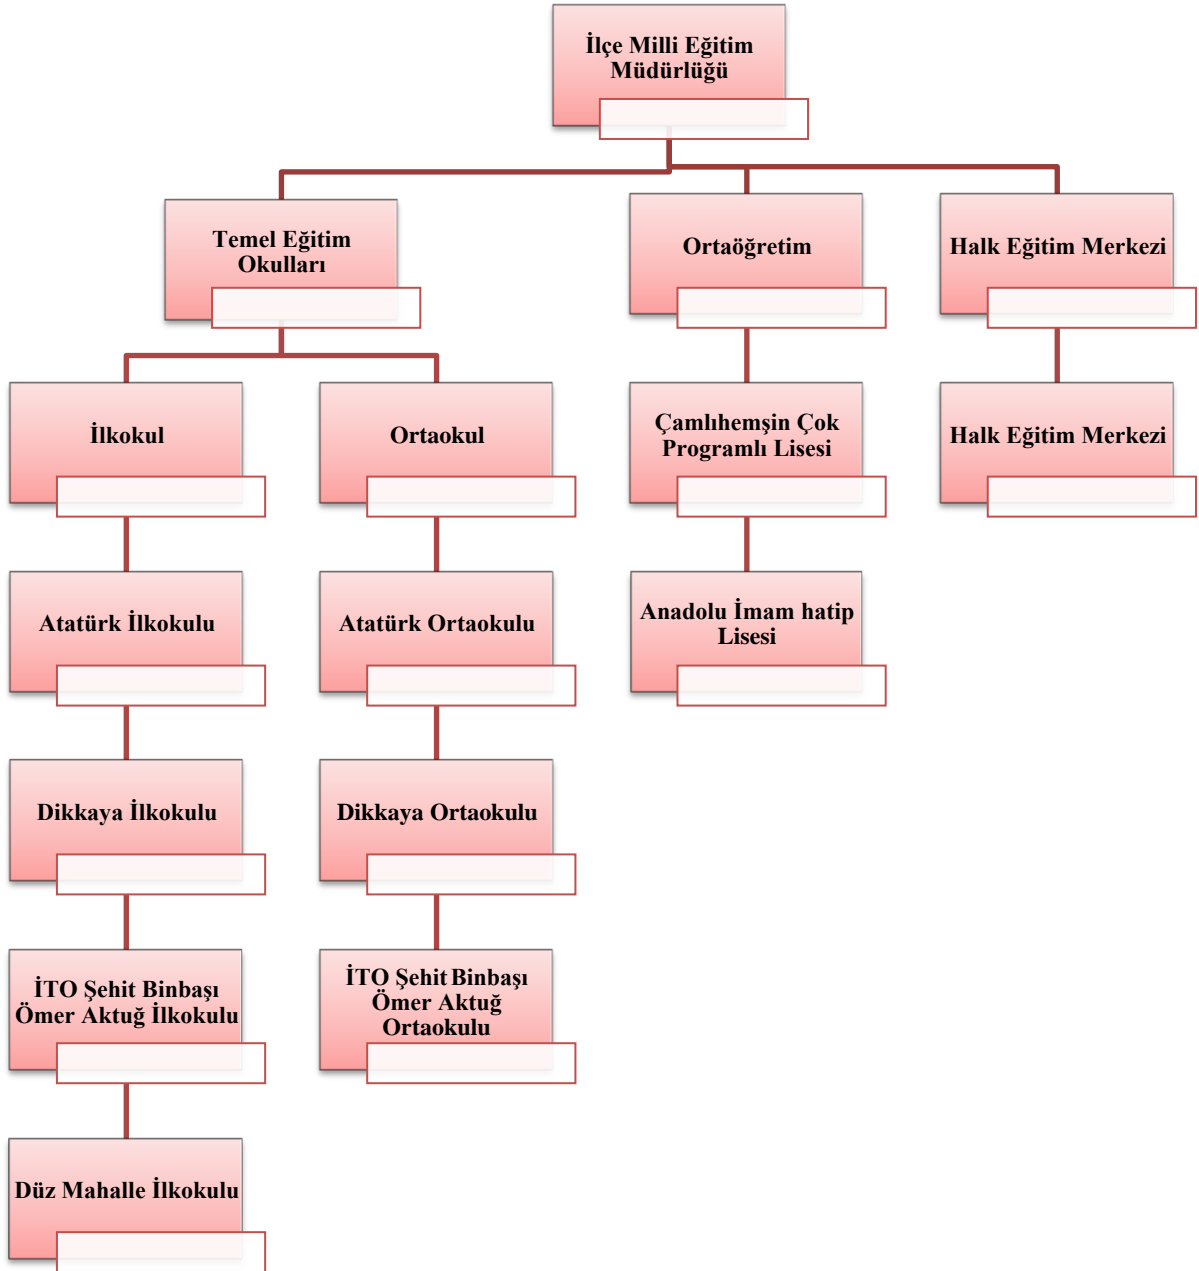 İlçe Milli Eğitim
Müdürlüğü
Temel Eğitim
Okulları
Ortaöğretim
Halk Eğitim Merkezi
İlkokul
Ortaokul
Çamlıhemşin Çok
Programlı Lisesi
Halk Eğitim Merkezi
Atatürk İlkokulu
Atatürk Ortaokulu
Anadolu İmam hatip
Lisesi
Dikkaya İlkokulu
Dikkaya Ortaokulu
İTO Şehit Binbaşı
Ömer Aktuğ İlkokulu
İTO Şehit Binbaşı
Ömer Aktuğ
Ortaokulu
Düz Mahalle İlkokulu